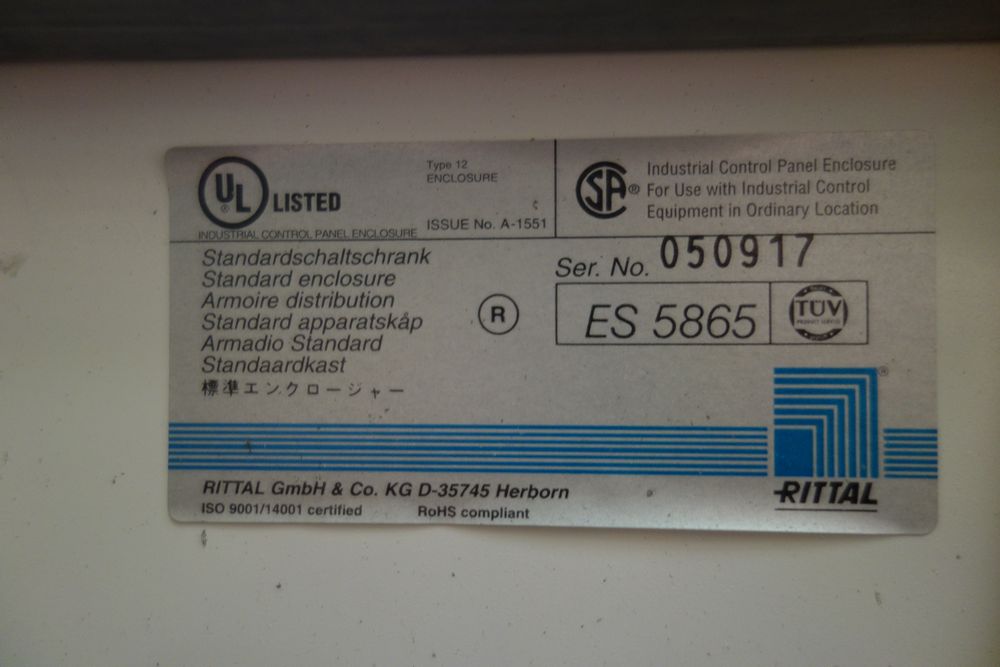 UL ® LISTED
INDUSTRIAL CONTROL PANEL ENCLOSURE
Type 12
ENCLOSURE
ISSUE No. A-1551
SA ®
Industrial Control Panel Enclosure
For Use with Industrial Control
Equipment in Ordinary Location
Standardschaltschrank
Standard enclosure
Armoire distribution
Standard apparatskåp
Armadio Standard
Standaardkast
標準エンクロージャー
R
Ser. No. 050917
ES 5865
TÜV
PRODUCT SERVICE
®
RITTAL
RITTAL GmbH & Co. KG D-35745 Herborn
ISO 9001/14001 certified RoHS compliant